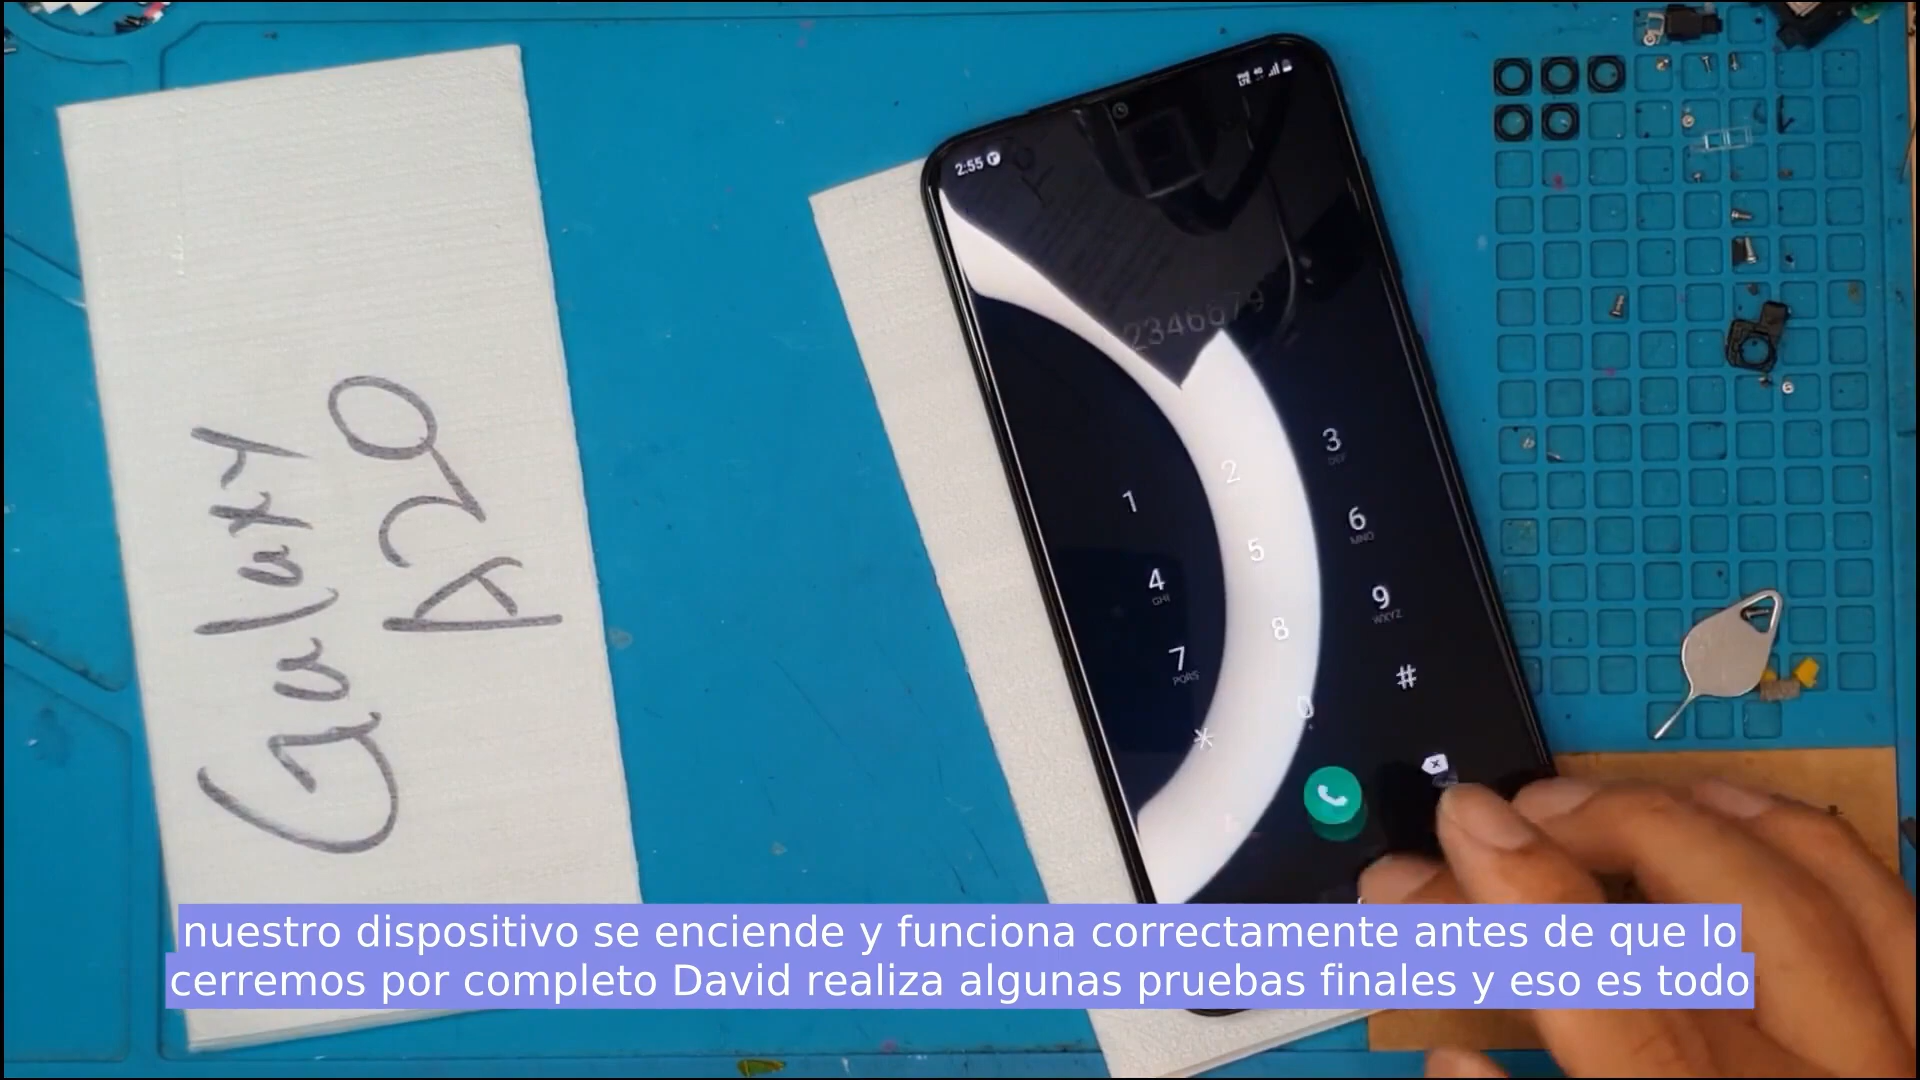 Galaxy
A20
2:55
2346679
1
2
3
DEF
4
GHI
5
6
MNO
7
PQRS
8
9
WXYZ
*
0
#
nuestro dispositivo se enciende y funciona correctamente antes de que lo
cerremos por completo David realiza algunas pruebas finales y eso es todo